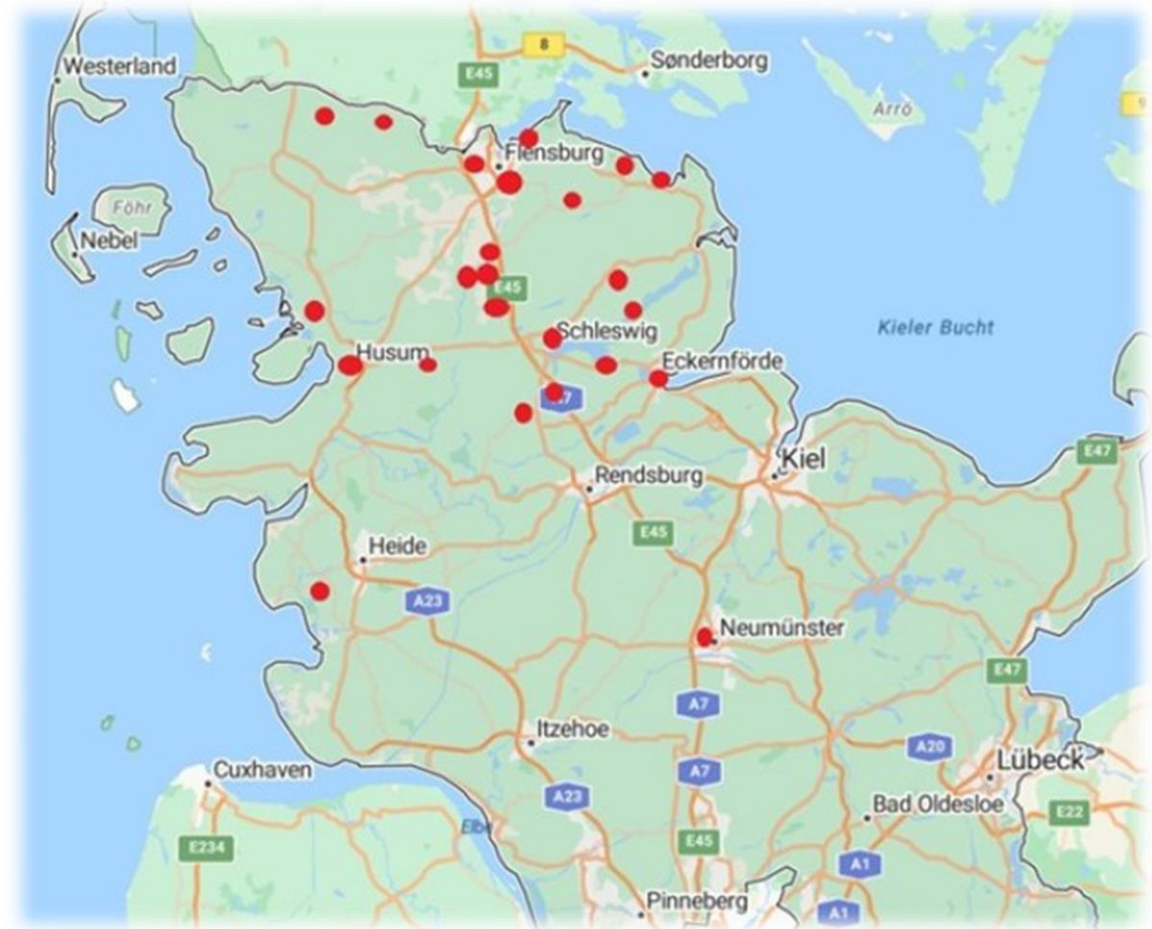 8
Sønderborg
Westerland
E45
Arrö
Flensburg
Föhr
Nebel
E45
Schleswig
Kieler Bucht
Husum
Eckernförde
Kiel
E47
Rendsburg
E45
Heide
A23
Neumünster
E47
A7
Itzehoe
A20
Lübeck
Cuxhaven
A7
A23
Bad Oldesloe
E22
Elbe
E234
E45
A1
Pinneberg
A1